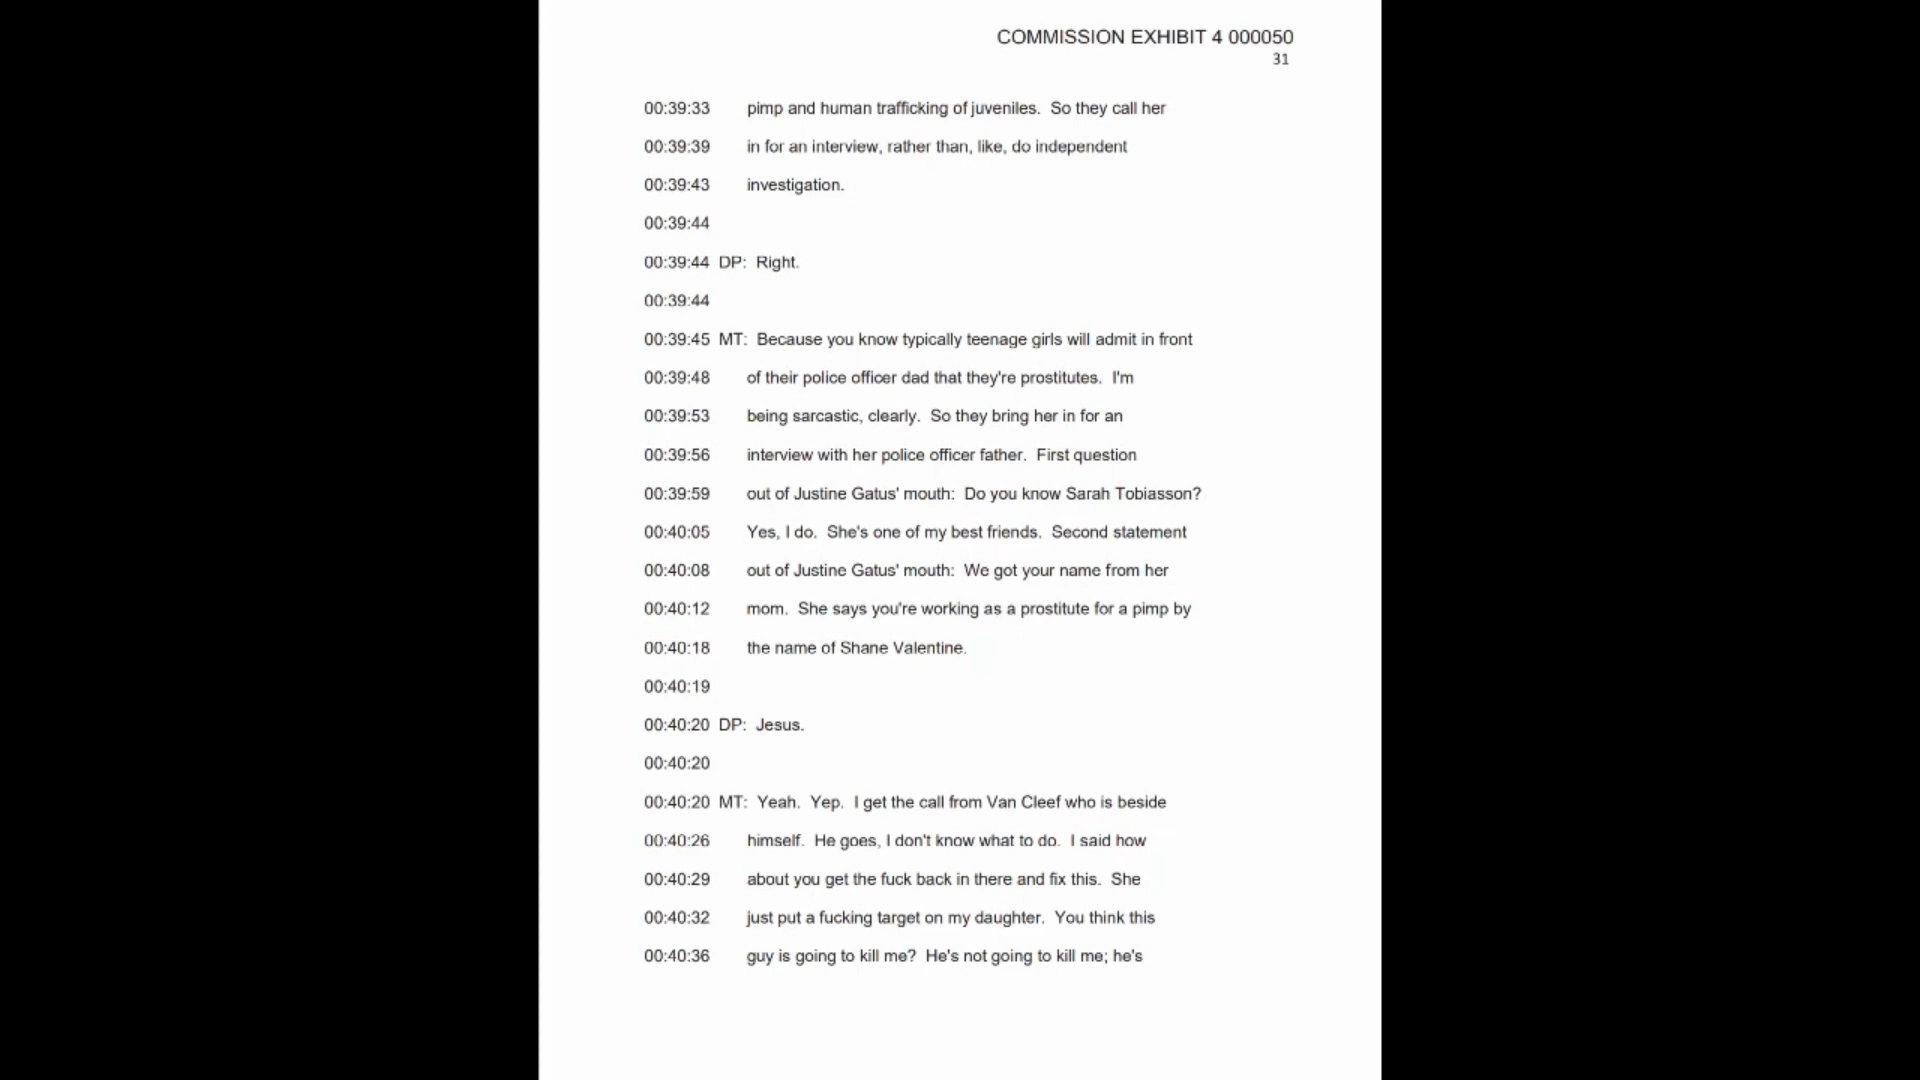 COMMISSION EXHIBIT 4 000050
31
00:39:33 pimp and human trafficking of juveniles. So they call her
00:39:39 in for an interview, rather than, like, do independent
00:39:43 investigation.
00:39:44
00:39:44 DP: Right.
00:39:44
00:39:45 MT: Because you know typically teenage girls will admit in front
00:39:48 of their police officer dad that they're prostitutes. I'm
00:39:53 being sarcastic, clearly. So they bring her in for an
00:39:56 interview with her police officer father. First question
00:39:59 out of Justine Gatus' mouth: Do you know Sarah Tobiasson?
00:40:05 Yes, I do. She's one of my best friends. Second statement
00:40:08 out of Justine Gatus' mouth: We got your name from her
00:40:12 mom. She says you're working as a prostitute for a pimp by
00:40:18 the name of Shane Valentine.
00:40:19
00:40:20 DP: Jesus.
00:40:20
00:40:20 MT: Yeah. Yep. I get the call from Van Cleef who is beside
00:40:26 himself. He goes, I don't know what to do. I said how
00:40:29 about you get the fuck back in there and fix this. She
00:40:32 just put a fucking target on my daughter. You think this
00:40:36 guy is going to kill me? He's not going to kill me; he's